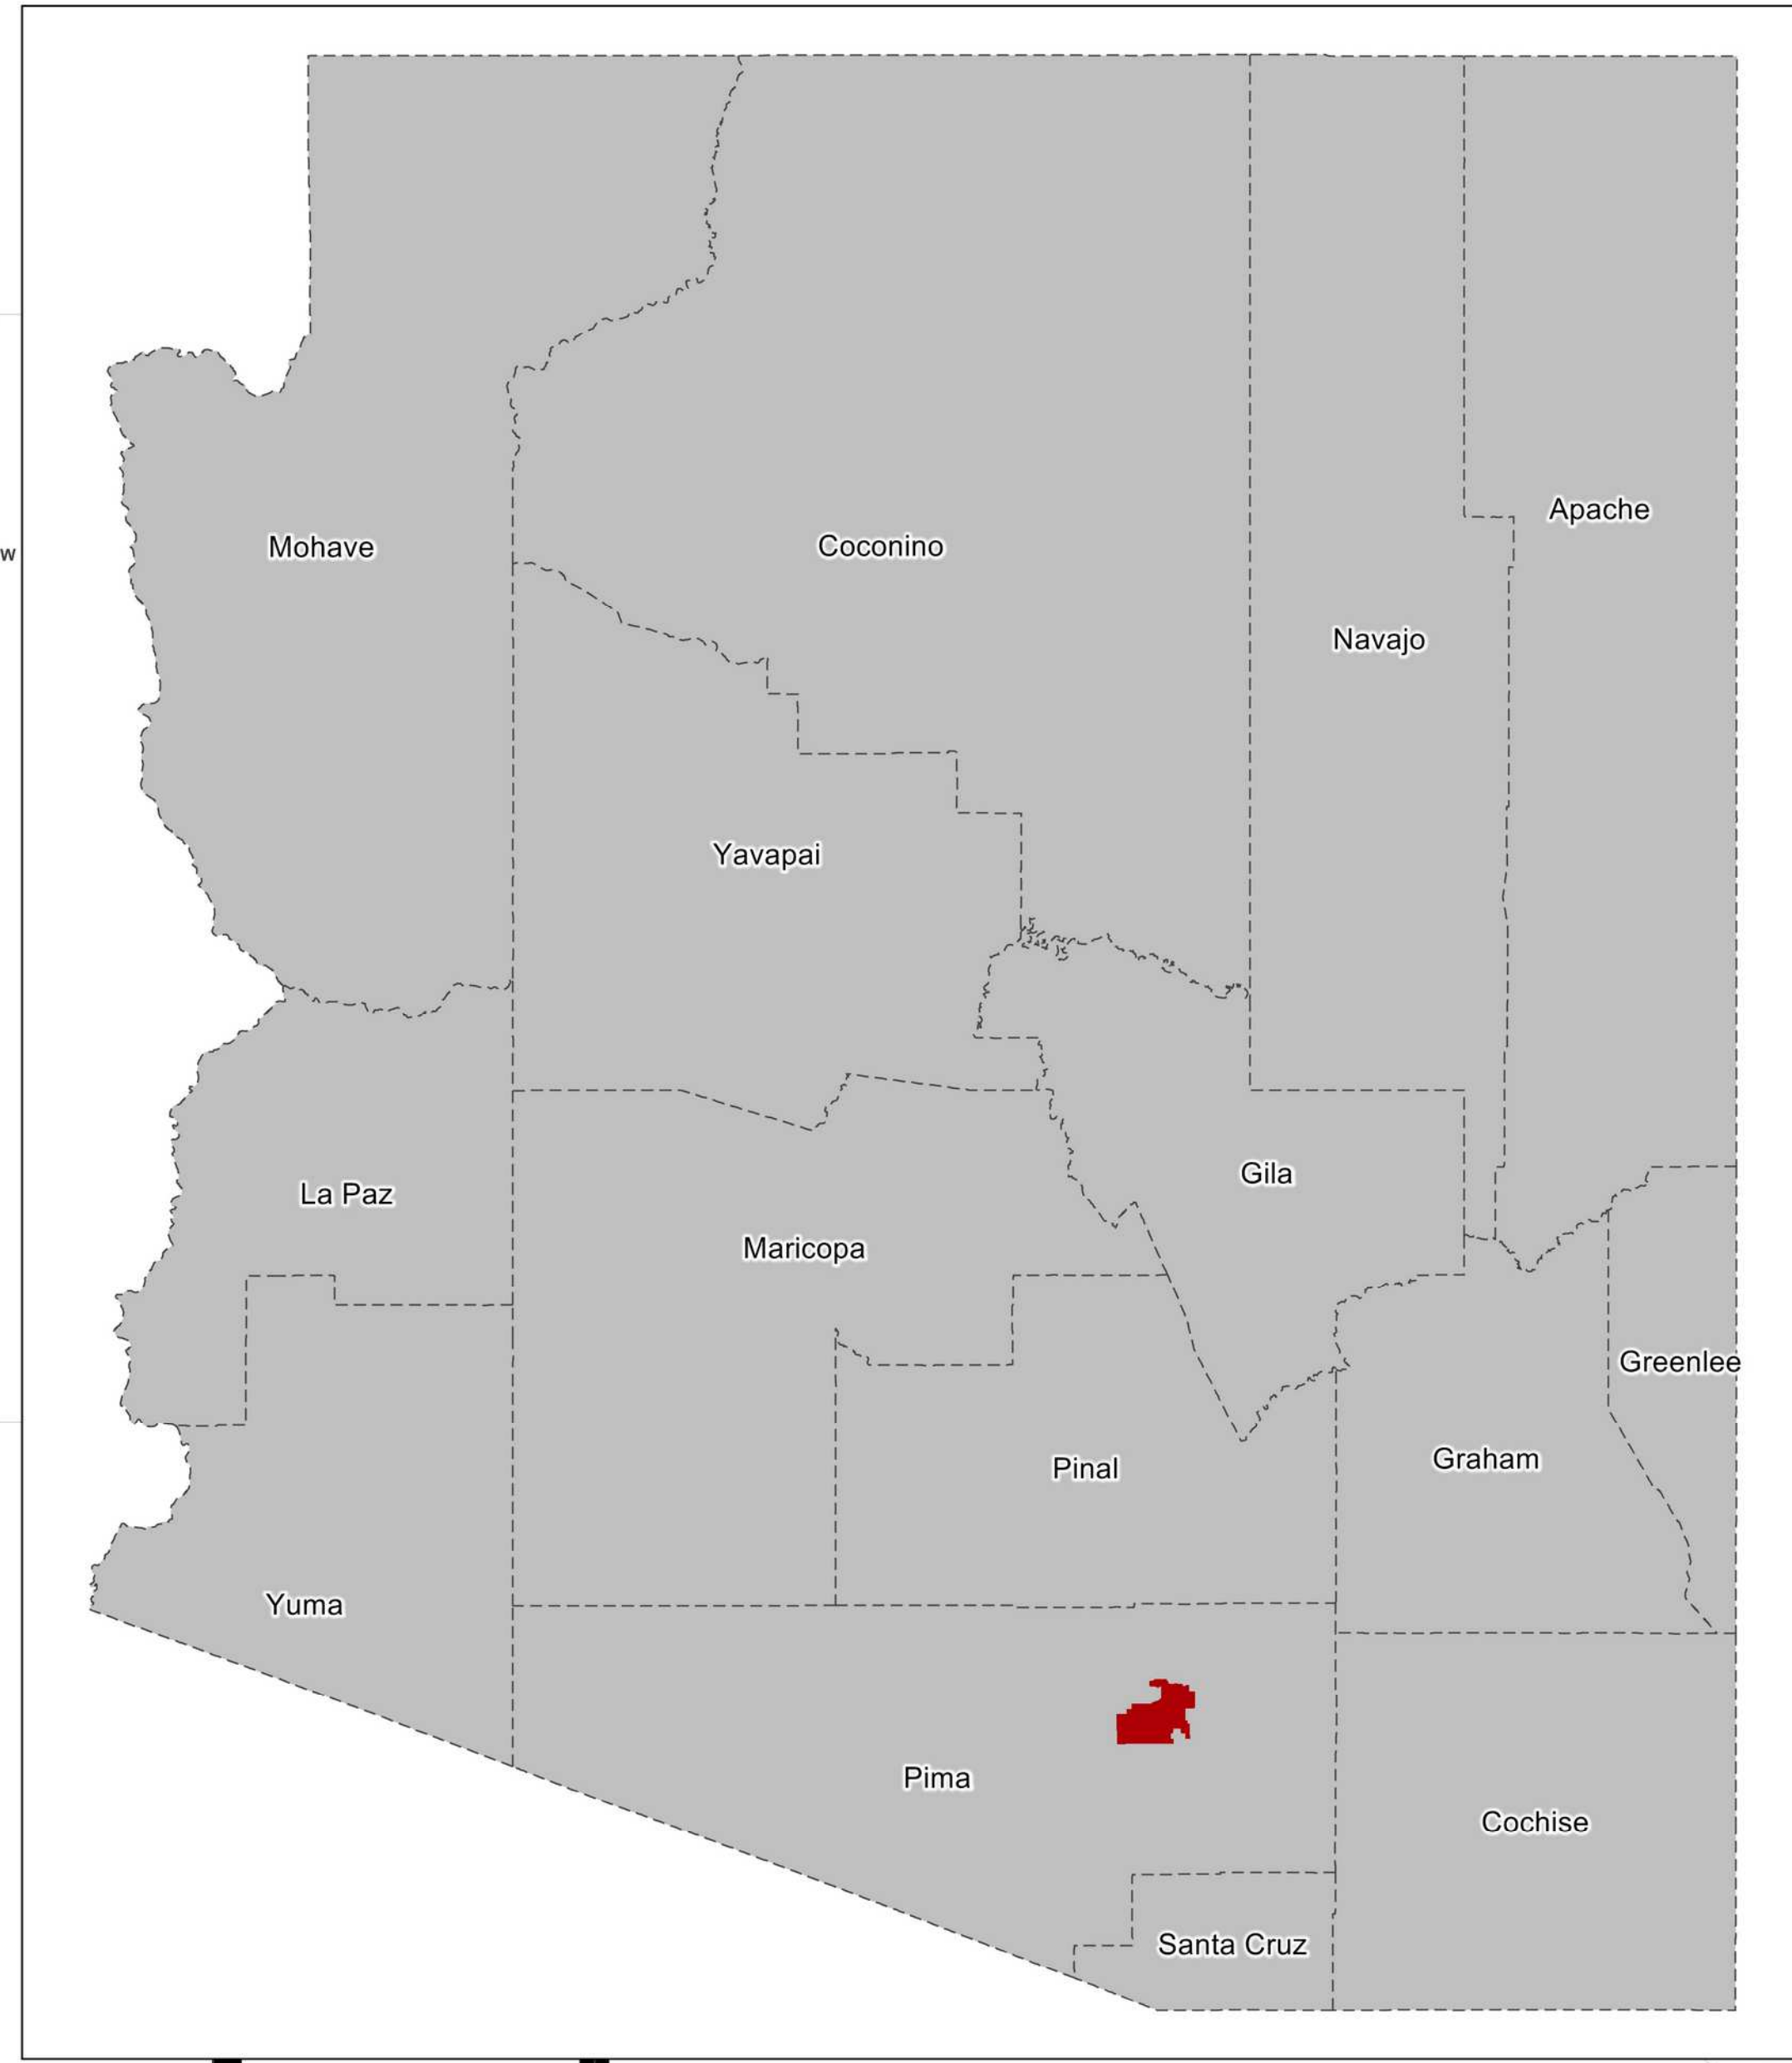 Apache
Mohave
Coconino
W
Navajo
Yavapai
Gila
La Paz
Maricopa
Greenlee
Graham
Pinal
Yuma
Pima
Cochise
Santa Cruz